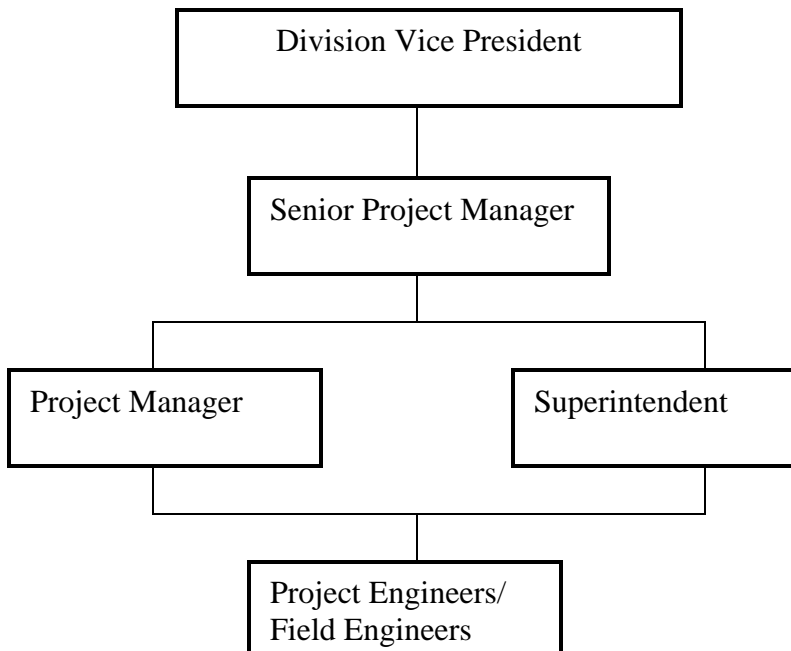 Division Vice President
Senior Project Manager
Project Manager
Superintendent
Project Engineers/
Field Engineers